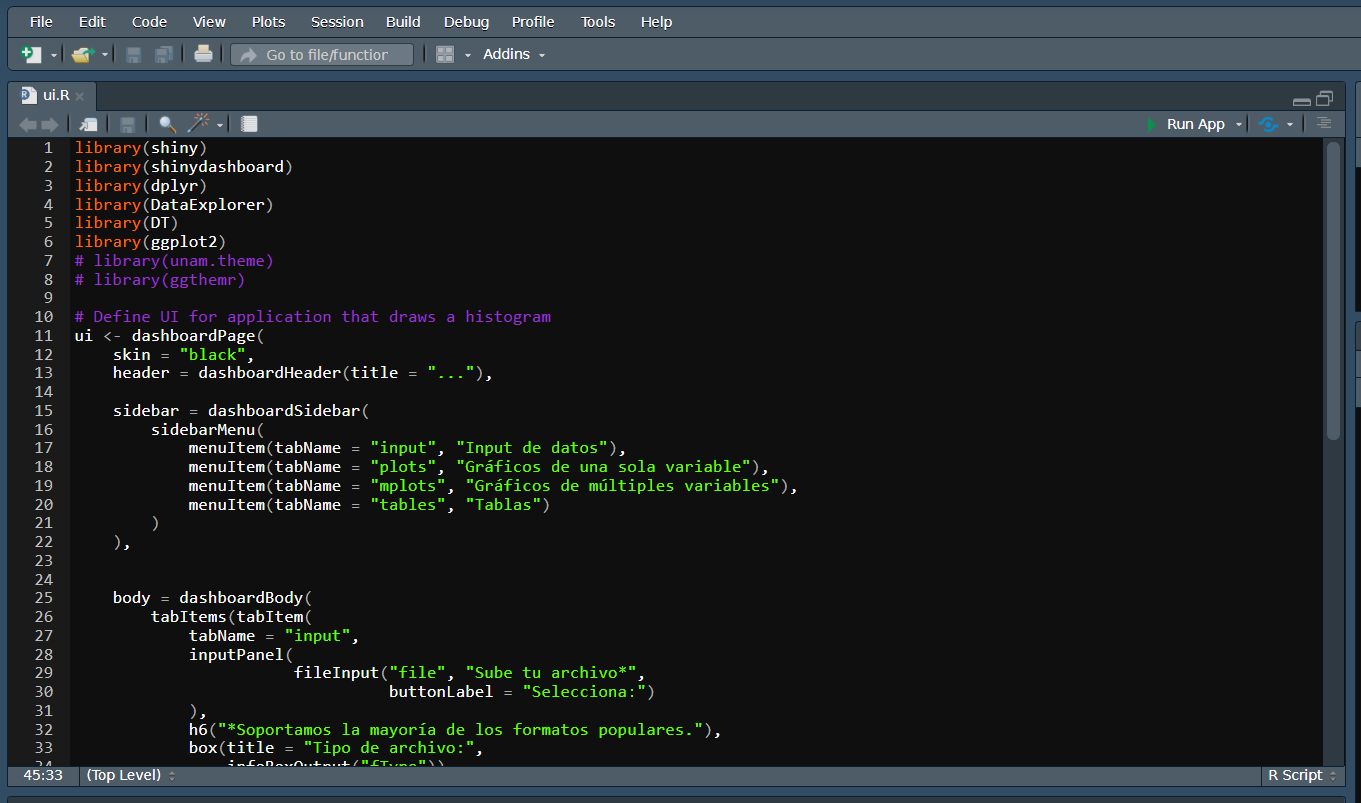 File Edit Code View Plots Session Build Debug Profile Tools Help
Go to file/function Addins
ui.R
Run App
1 library(shiny)
2 library(shinydashboard)
3 library(dplyr)
4 library(DataExplorer)
5 library(DT)
6 library(ggplot2)
7 # library(unam.theme)
8 # library(ggthemr)
9
10 # Define UI for application that draws a histogram
11 ui <- dashboardPage(
12 skin = "black",
13 header = dashboardHeader(title = "..."),
14
15 sidebar = dashboardSidebar(
16 sidebarMenu(
17 menuItem(tabName = "input", "Input de datos"),
18 menuItem(tabName = "plots", "Gráficos de una sola variable"),
19 menuItem(tabName = "mplots", "Gráficos de múltiples variables"),
20 menuItem(tabName = "tables", "Tablas")
21 )
22 ),
23
24
25 body = dashboardBody(
26 tabItems(tabItem(
27 tabName = "input",
28 inputPanel(
29 fileInput("file", "Sube tu archivo*",
30 buttonLabel = "Selecciona:")
31 ),
32 h6("*Soportamos la mayoría de los formatos populares."),
33 box(title = "Tipo de archivo:",
34 infoBoxOutput("fType"))
45:33 (Top Level) R Script